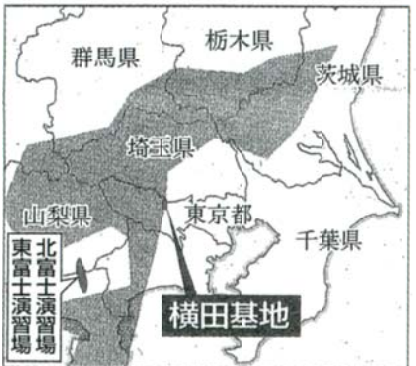 群馬県
栃木県
茨城県
埼玉県
山梨県
東京都
千葉県
北富士演習場
東富士演習場
横田基地